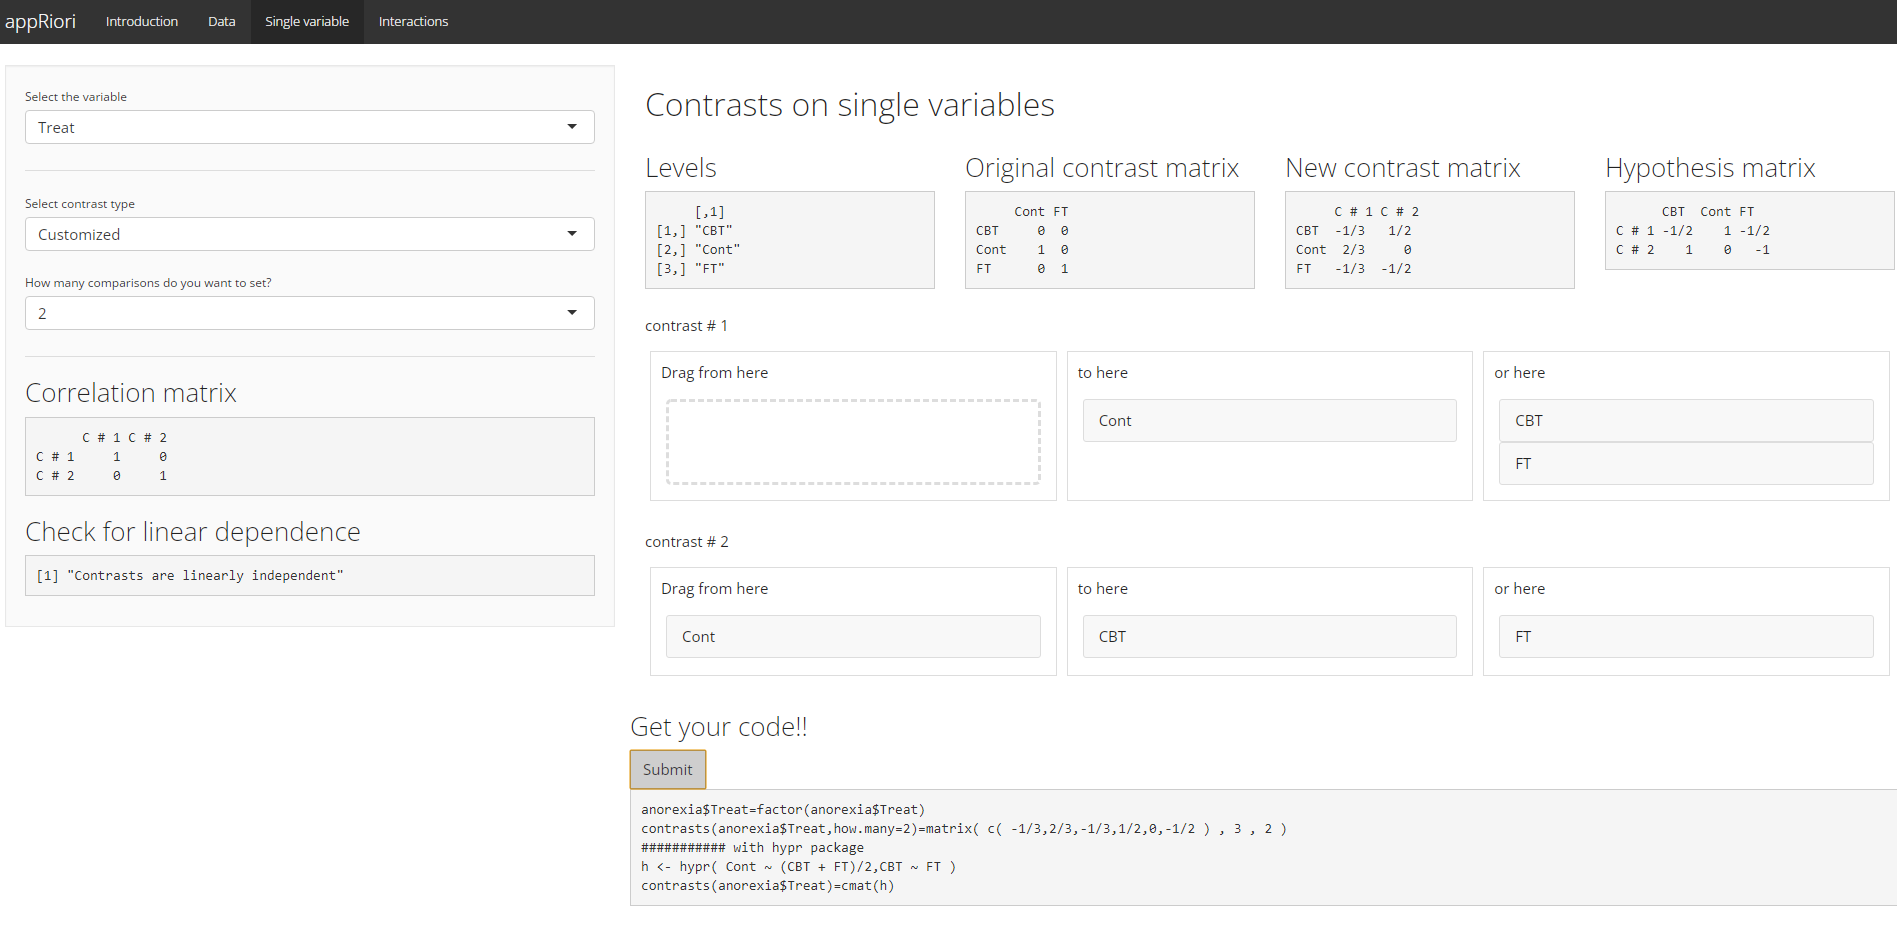 appRiori Introduction Data Single variable Interactions
Select the variable
Treat
Select contrast type
Customized
How many comparisons do you want to set?
2
Correlation matrix
C # 1 C # 2
C # 1 1 0
C # 2 0 1
Check for linear dependence
[1] "Contrasts are linearly independent"
Contrasts on single variables
Levels
[,1]
[1,] "CBT"
[2,] "Cont"
[3,] "FT"
Original contrast matrix
Cont FT
CBT 0 0
Cont 1 0
FT 0 1
New contrast matrix
C # 1 C # 2
CBT -1/3 1/2
Cont 2/3 0
FT -1/3 -1/2
Hypothesis matrix
CBT Cont FT
C # 1 -1/2 1 -1/2
C # 2 1 0 -1
contrast # 1
Drag from here
to here
Cont
or here
CBT
FT
contrast # 2
Drag from here
Cont
to here
CBT
or here
FT
Get your code!!
Submit
anorexia$Treat=factor(anorexia$Treat)
contrasts(anorexia$Treat,how.many=2)=matrix( c( -1/3,2/3,-1/3,1/2,0,-1/2 ) , 3 , 2 )
########### with hypr package
h <- hypr( Cont ~ (CBT + FT)/2,CBT ~ FT )
contrasts(anorexia$Treat)=cmat(h)